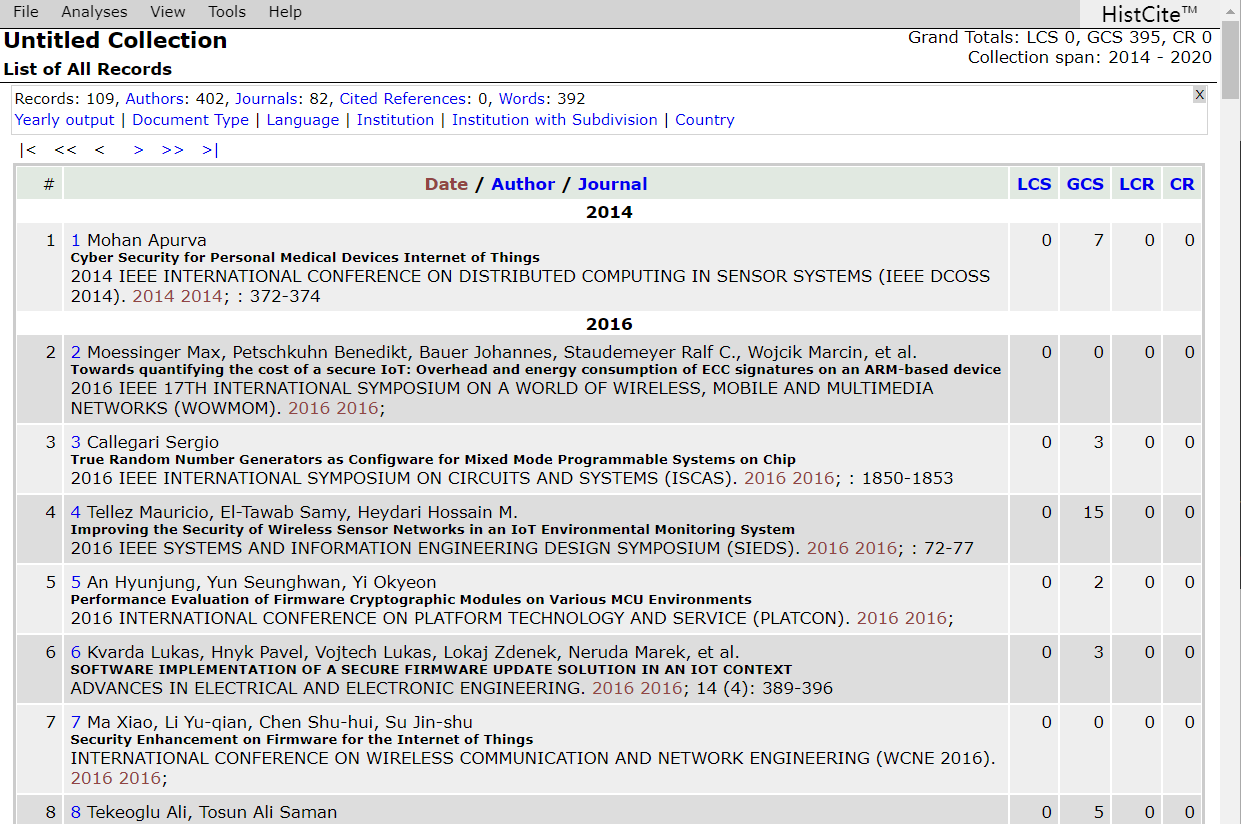 File Analyses View Tools Help
HistCite™
Untitled Collection
Grand Totals: LCS 0, GCS 395, CR 0
List of All Records
Collection span: 2014 - 2020
Records: 109, Authors: 402, Journals: 82, Cited References: 0, Words: 392
X
Yearly output | Document Type | Language | Institution | Institution with Subdivision | Country
|< << < > >> >|
# Date / Author / Journal LCS GCS LCR CR
2014
1 1 Mohan Apurva 0 7 0 0
Cyber Security for Personal Medical Devices Internet of Things
2014 IEEE INTERNATIONAL CONFERENCE ON DISTRIBUTED COMPUTING IN SENSOR SYSTEMS (IEEE DCOSS
2014). 2014 2014; : 372-374
2016
2 2 Moessinger Max, Petschkuhn Benedikt, Bauer Johannes, Staudemeyer Ralf C., Wojcik Marcin, et al. 0 0 0 0
Towards quantifying the cost of a secure IoT: Overhead and energy consumption of ECC signatures on an ARM-based device
2016 IEEE 17TH INTERNATIONAL SYMPOSIUM ON A WORLD OF WIRELESS, MOBILE AND MULTIMEDIA
NETWORKS (WOWMOM). 2016 2016;
3 3 Callegari Sergio 0 3 0 0
True Random Number Generators as Configware for Mixed Mode Programmable Systems on Chip
2016 IEEE INTERNATIONAL SYMPOSIUM ON CIRCUITS AND SYSTEMS (ISCAS). 2016 2016; : 1850-1853
4 4 Tellez Mauricio, El-Tawab Samy, Heydari Hossain M. 0 15 0 0
Improving the Security of Wireless Sensor Networks in an IoT Environmental Monitoring System
2016 IEEE SYSTEMS AND INFORMATION ENGINEERING DESIGN SYMPOSIUM (SIEDS). 2016 2016; : 72-77
5 5 An Hyunjung, Yun Seunghwan, Yi Okyeon 0 2 0 0
Performance Evaluation of Firmware Cryptographic Modules on Various MCU Environments
2016 INTERNATIONAL CONFERENCE ON PLATFORM TECHNOLOGY AND SERVICE (PLATCON). 2016 2016;
6 6 Kvarda Lukas, Hnyk Pavel, Vojtech Lukas, Lokaj Zdenek, Neruda Marek, et al. 0 3 0 0
SOFTWARE IMPLEMENTATION OF A SECURE FIRMWARE UPDATE SOLUTION IN AN IOT CONTEXT
ADVANCES IN ELECTRICAL AND ELECTRONIC ENGINEERING. 2016 2016; 14 (4): 389-396
7 7 Ma Xiao, Li Yu-qian, Chen Shu-hui, Su Jin-shu 0 0 0 0
Security Enhancement on Firmware for the Internet of Things
INTERNATIONAL CONFERENCE ON WIRELESS COMMUNICATION AND NETWORK ENGINEERING (WCNE 2016).
2016 2016;
8 8 Tekeoglu Ali, Tosun Ali Saman 0 5 0 0